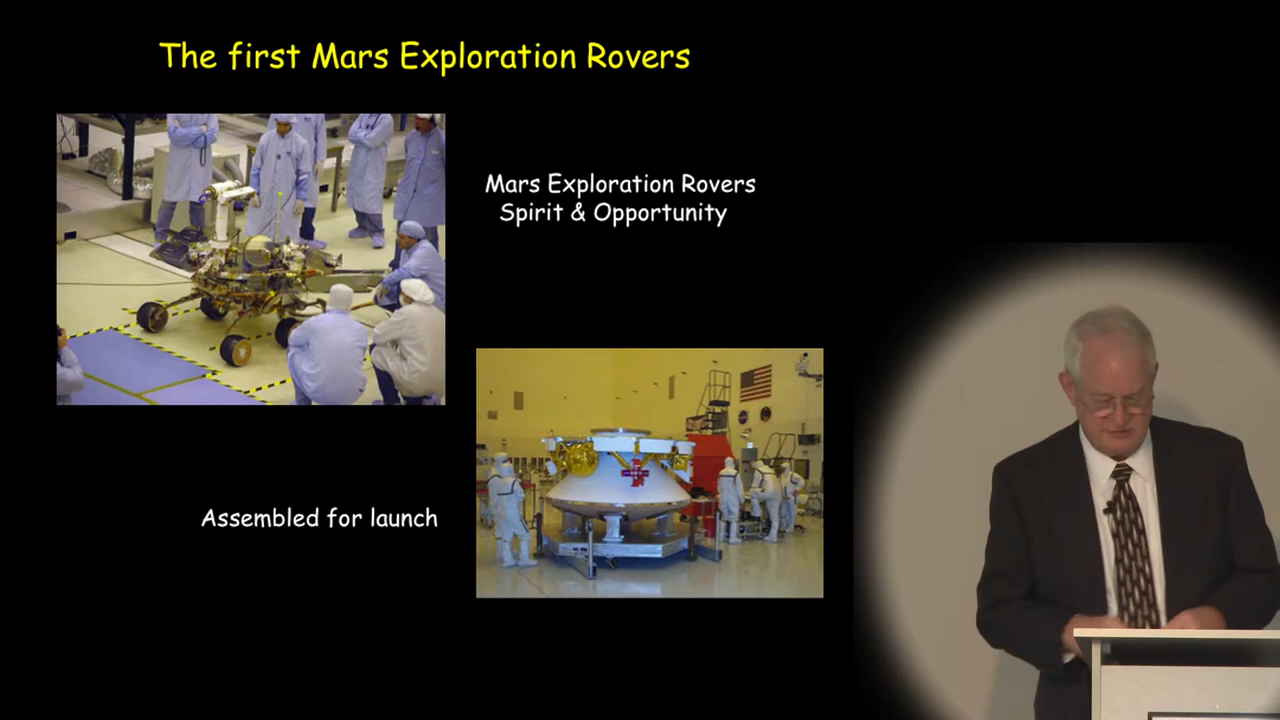 The first Mars Exploration Rovers
Mars Exploration Rovers
Spirit & Opportunity
Assembled for launch